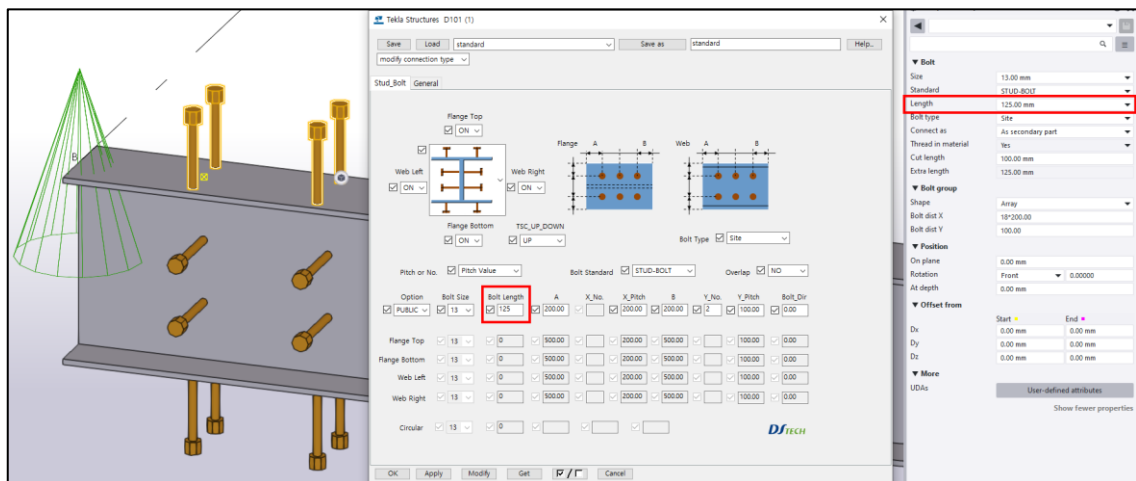 B
Tekla Structures D101 (1)
Save
Load
standard
Save as
standard
Help...
modify connection type
Stud_Bolt
General
Flange Top
ON
Web Left
ON
Web Right
ON
Flange Bottom
ON
TSC_UP_DOWN
UP
Flange A B
Web A B
Bolt Type Site
Pitch or No. Pitch Value
Bolt Standard STUD-BOLT
Overlap NO
Option Bolt Size Bolt Length A X_No. X_Pitch B Y_No. Y_Pitch Bolt_Dir
PUBLIC 13 125 200.00 200.00 200.00 2 100.00 0.00
Flange Top 13 0 500.00 200.00 500.00 100.00 0.00
Flange Bottom 13 0 500.00 200.00 500.00 100.00 0.00
Web Left 13 0 500.00 200.00 500.00 100.00 0.00
Web Right 13 0 500.00 200.00 500.00 100.00 0.00
Circular 13 0
DSTECH
OK
Apply
Modify
Get
/
Cancel
Bolt
Size 13.00 mm
Standard STUD-BOLT
Length 125.00 mm
Bolt type Site
Connect as As secondary part
Thread in material Yes
Cut length 100.00 mm
Extra length 125.00 mm
Bolt group
Shape Array
Bolt dist X 18*200.00
Bolt dist Y 100.00
Position
On plane 0.00 mm
Rotation Front 0.00000
At depth 0.00 mm
Offset from
Start End
Dx 0.00 mm 0.00 mm
Dy 0.00 mm 0.00 mm
Dz 0.00 mm 0.00 mm
More
UDAs User-defined attributes
Show fewer properties